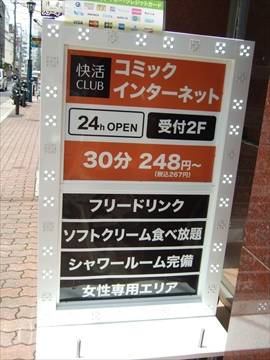 快活
CLUB
コミック
インターネット
24h OPEN
受付2F
30分 248円～
(税込267円)
フリードリンク
ソフトクリーム食べ放題
シャワールーム完備
女性専用エリア